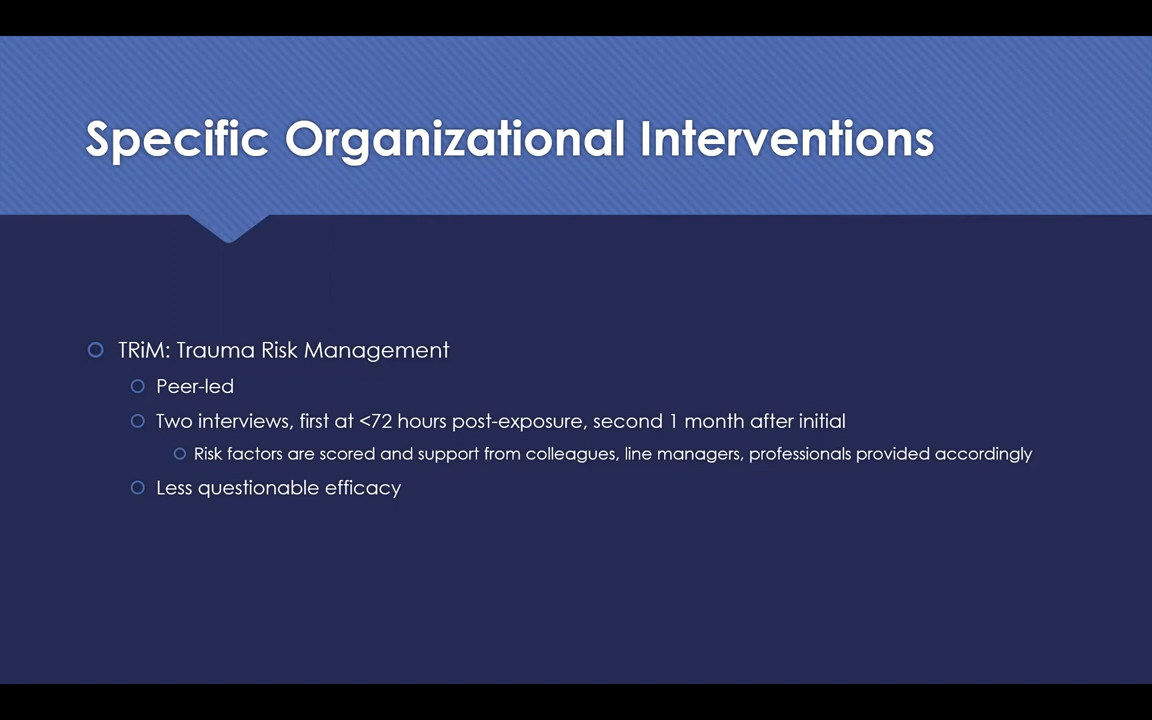 Specific Organizational Interventions
TRiM: Trauma Risk Management
Peer-led
Two interviews, first at <72 hours post-exposure, second 1 month after initial
Risk factors are scored and support from colleagues, line managers, professionals provided accordingly
Less questionable efficacy